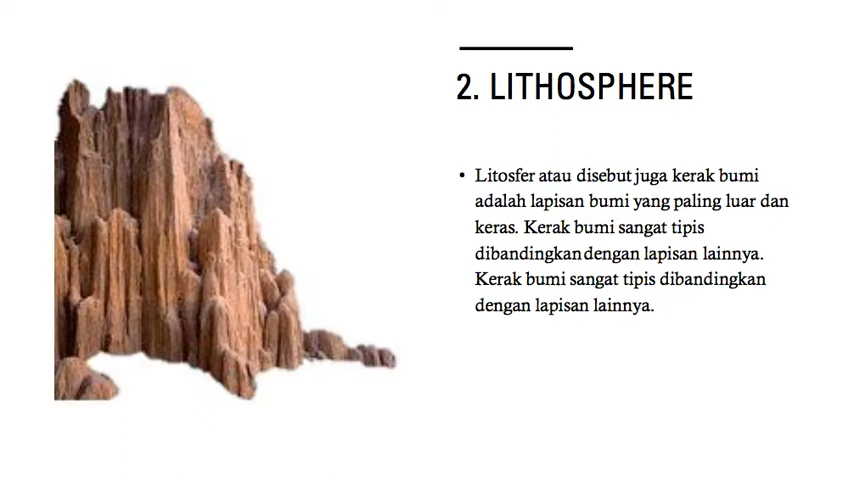 2. LITHOSPHERE
• Litosfer atau disebut juga kerak bumi
adalah lapisan bumi yang paling luar dan
keras. Kerak bumi sangat tipis
dibandingkan dengan lapisan lainnya.
Kerak bumi sangat tipis dibandingkan
dengan lapisan lainnya.